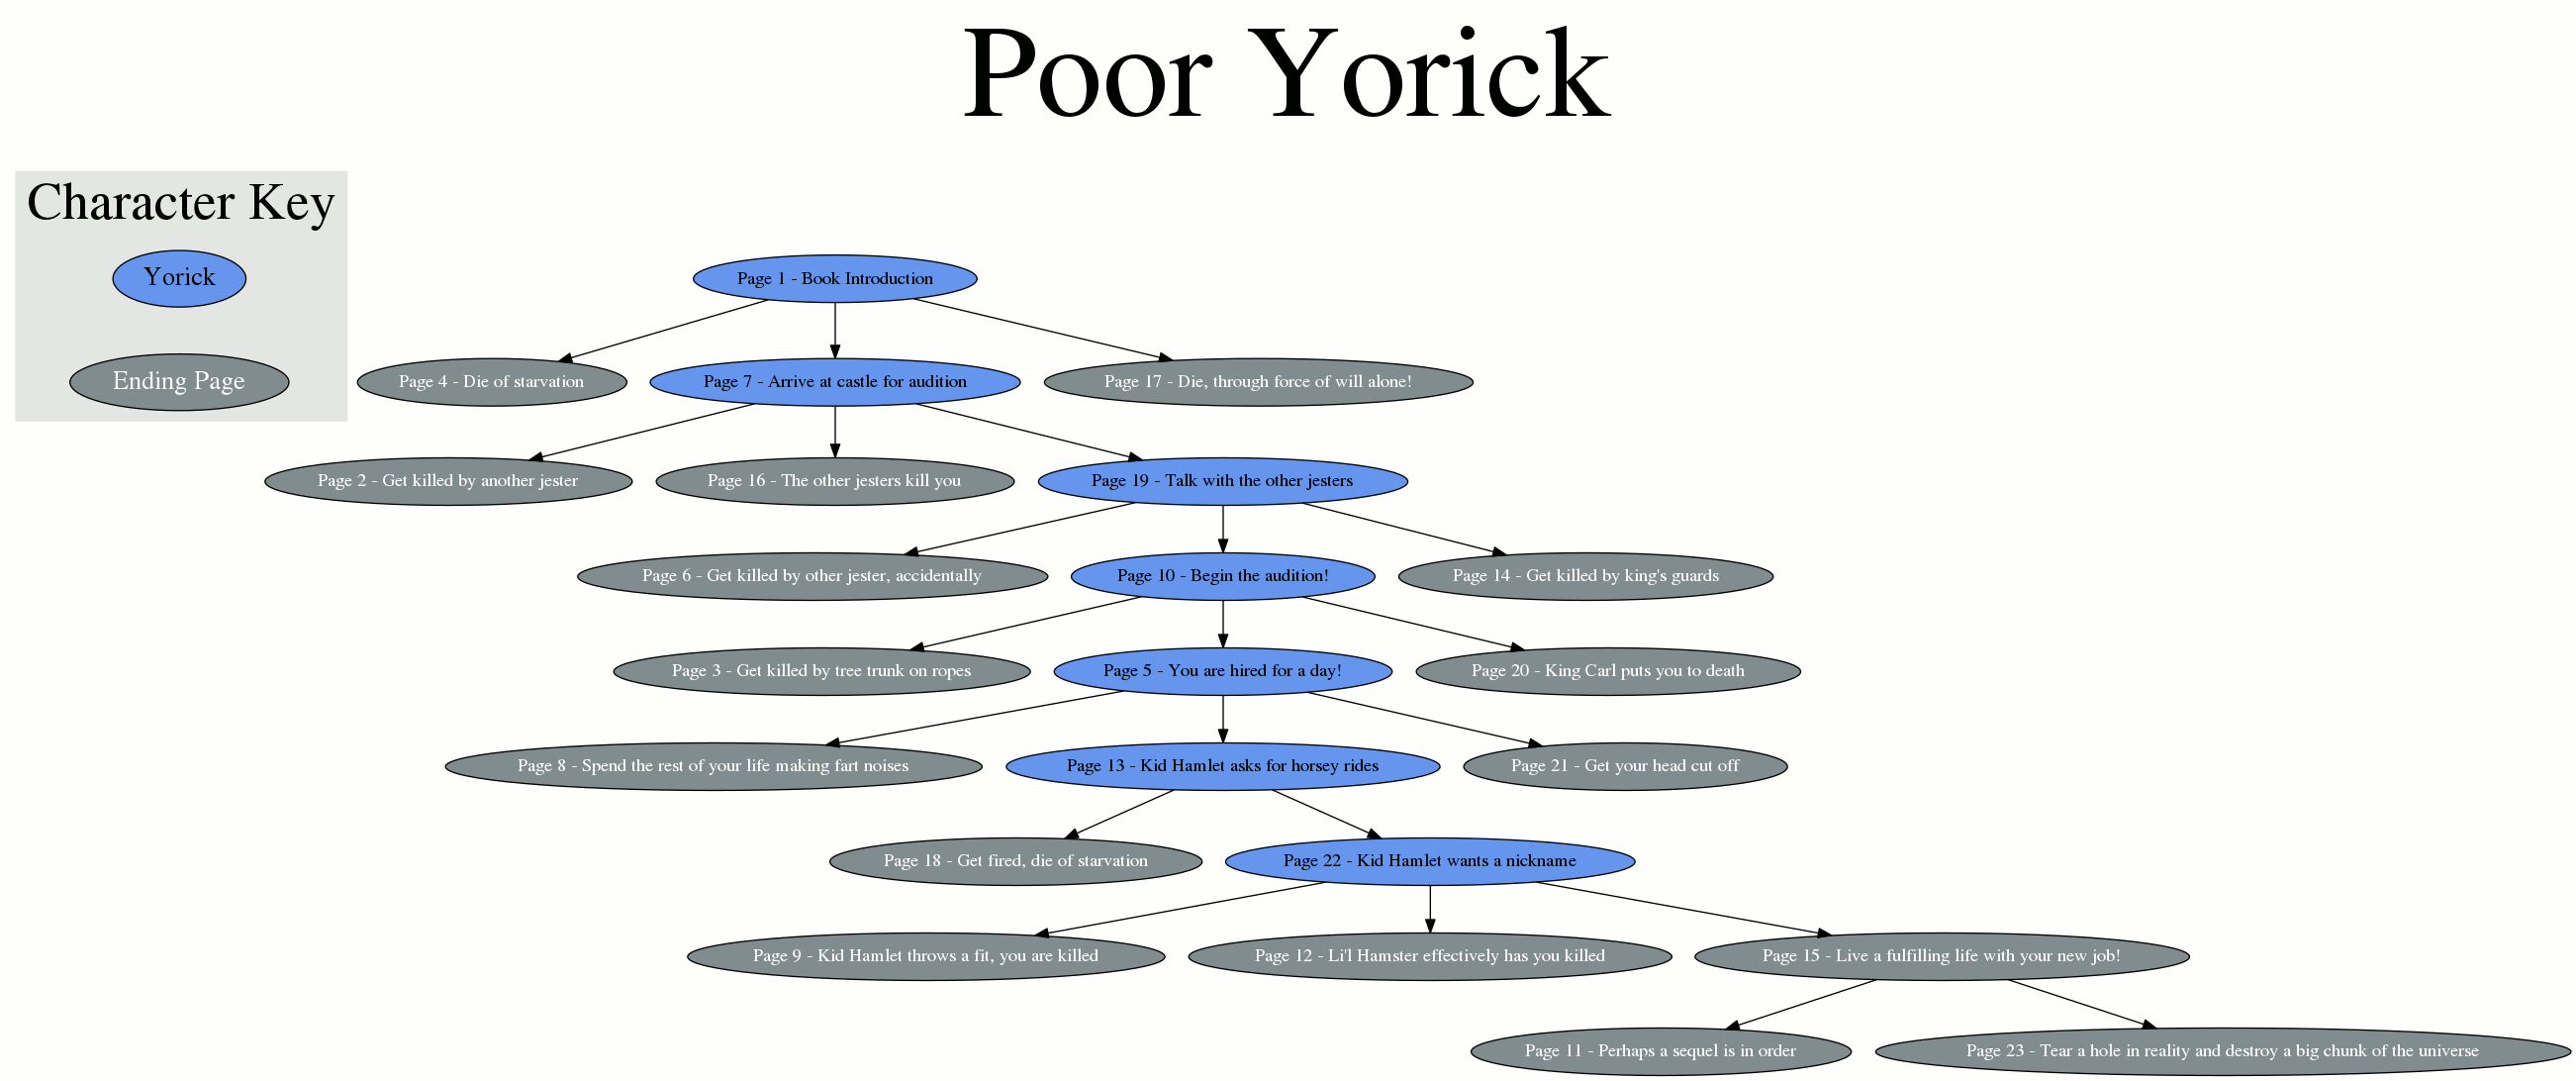 Poor Yorick
Character Key
Yorick
Ending Page
Page 1 - Book Introduction
Page 4 - Die of starvation
Page 7 - Arrive at castle for audition
Page 17 - Die, through force of will alone!
Page 2 - Get killed by another jester
Page 16 - The other jesters kill you
Page 19 - Talk with the other jesters
Page 6 - Get killed by other jester, accidentally
Page 10 - Begin the audition!
Page 14 - Get killed by king's guards
Page 3 - Get killed by tree trunk on ropes
Page 5 - You are hired for a day!
Page 20 - King Carl puts you to death
Page 8 - Spend the rest of your life making fart noises
Page 13 - Kid Hamlet asks for horsey rides
Page 21 - Get your head cut off
Page 18 - Get fired, die of starvation
Page 22 - Kid Hamlet wants a nickname
Page 9 - Kid Hamlet throws a fit, you are killed
Page 12 - Li'l Hamster effectively has you killed
Page 15 - Live a fulfilling life with your new job!
Page 11 - Perhaps a sequel is in order
Page 23 - Tear a hole in reality and destroy a big chunk of the universe